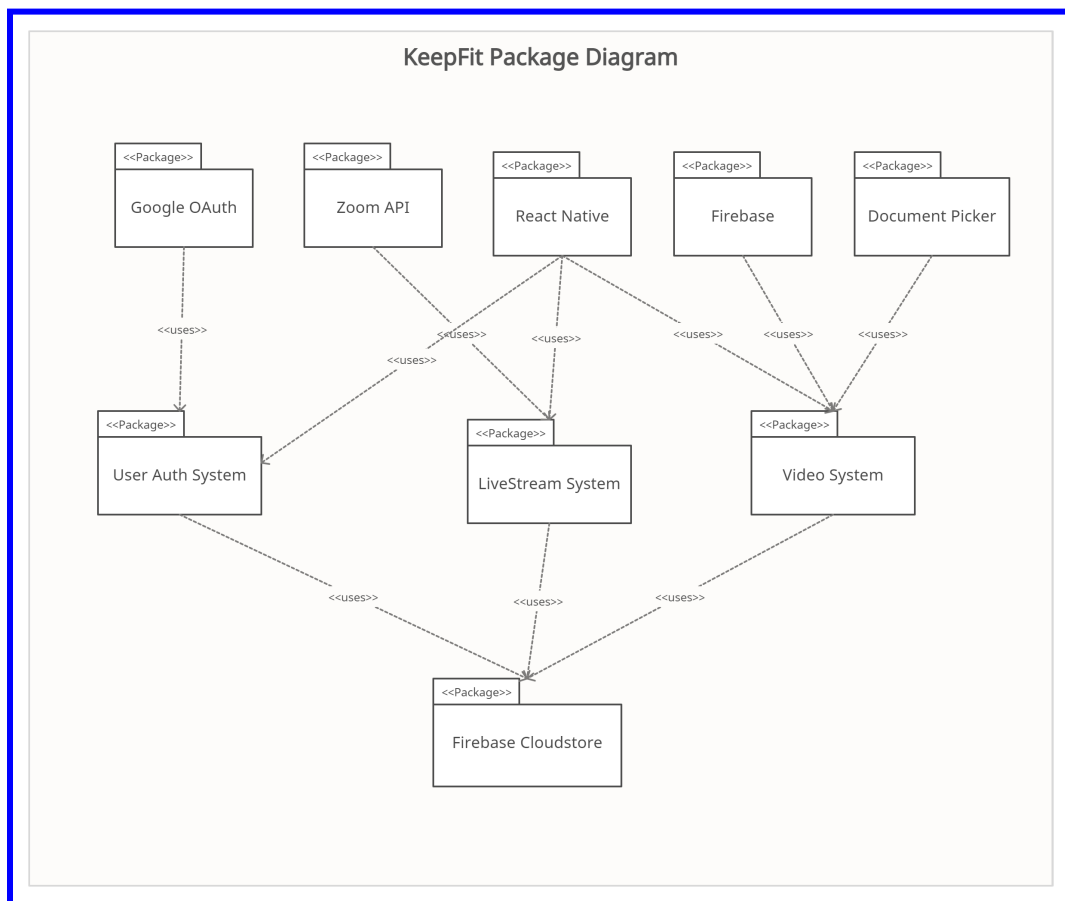 KeepFit Package Diagram
<<Package>>
Google OAuth
<<Package>>
Zoom API
<<Package>>
React Native
<<Package>>
Firebase
<<Package>>
Document Picker
<<uses>>
<<uses>>
<<uses>>
<<uses>>
<<uses>>
<<uses>>
<<uses>>
<<Package>>
User Auth System
<<Package>>
LiveStream System
<<Package>>
Video System
<<uses>>
<<uses>>
<<uses>>
<<Package>>
Firebase Cloudstore